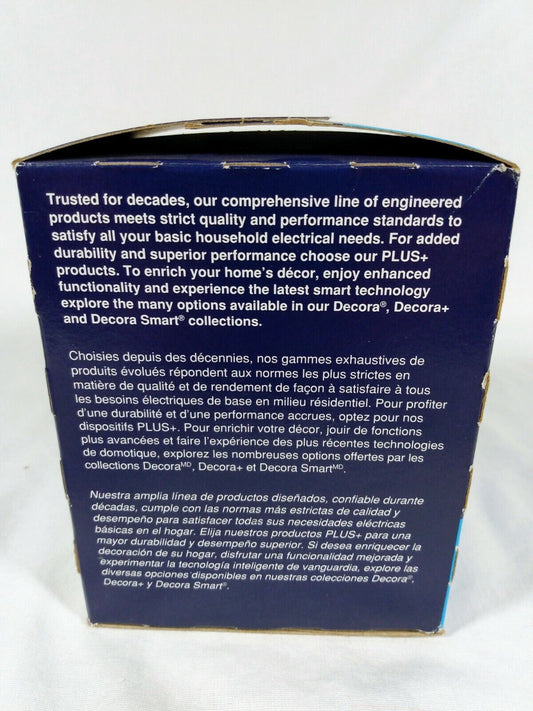 Trusted for decades, our comprehensive line of engineered
products meets strict quality and performance standards to
satisfy all your basic household electrical needs. For added
durability and superior performance choose our PLUS+
products. To enrich your home's décor, enjoy enhanced
functionality and experience the latest smart technology
explore the many options available in our Decora®, Decora+
and Decora Smart® collections.
Choisies depuis des décennies, nos gammes exhaustives de
produits évolués répondent aux normes les plus strictes en
matière de qualité et de rendement de façon à satisfaire à tous
les besoins électriques de base en milieu résidentiel. Pour profiter
d'une durabilité et d'une performance accrues, optez pour nos
dispositifs PLUS+. Pour enrichir votre décor, jouir de fonctions
plus avancées et faire l'expérience des plus récentes technologies
de domotique, explorez les nombreuses options offertes par les
collections Decoraᴹᴰ, Decora+ et Decora Smartᴹᴰ.
Nuestra amplia línea de productos diseñados, confiable durante
décadas, cumple con las normas más estrictas de calidad y
desempeño para satisfacer todas sus necesidades eléctricas
básicas en el hogar. Elija nuestros productos PLUS+ para una
mayor durabilidad y desempeño superior. Si desea enriquecer la
decoración de su hogar, disfrutar una funcionalidad mejorada y
experimentar la tecnología inteligente de vanguardia, explore las
diversas opciones disponibles en nuestras colecciones Decora®,
Decora+ y Decora Smart®.